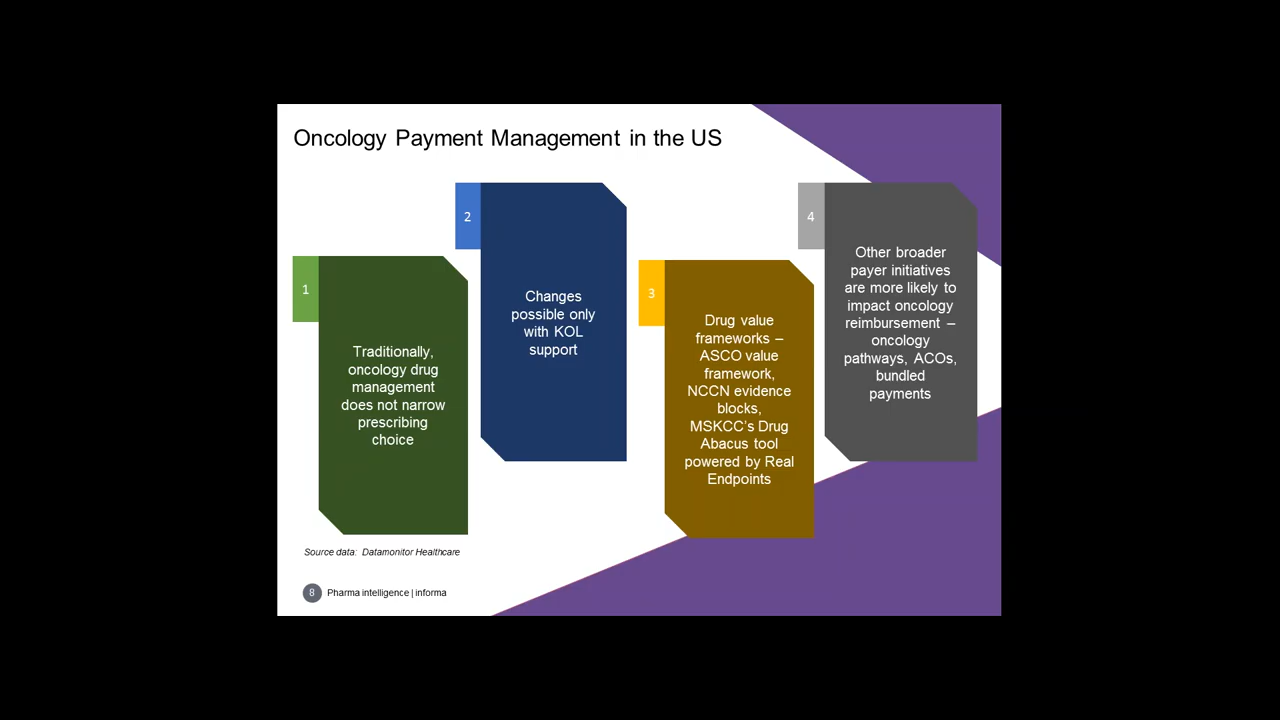 Oncology Payment Management in the US
1
Traditionally,
oncology drug
management
does not narrow
prescribing
choice
2
Changes
possible only
with KOL
support
3
Drug value
frameworks –
ASCO value
framework,
NCCN evidence
blocks,
MSKCC's Drug
Abacus tool
powered by Real
Endpoints
4
Other broader
payer initiatives
are more likely to
impact oncology
reimbursement –
oncology
pathways, ACOs,
bundled
payments
Source data: Datamonitor Healthcare
8 Pharma intelligence | informa